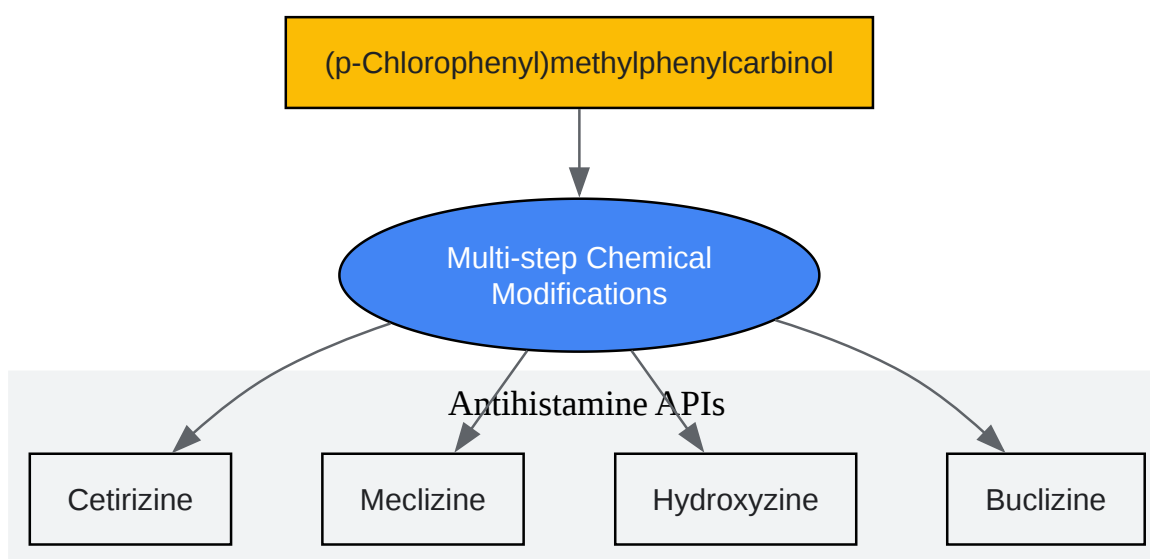 (p-Chlorophenyl)methylphenylcarbinol
Multi-step Chemical
Modifications
Antihistamine APIs
Cetirizine
Meclizine
Hydroxyzine
Buclizine